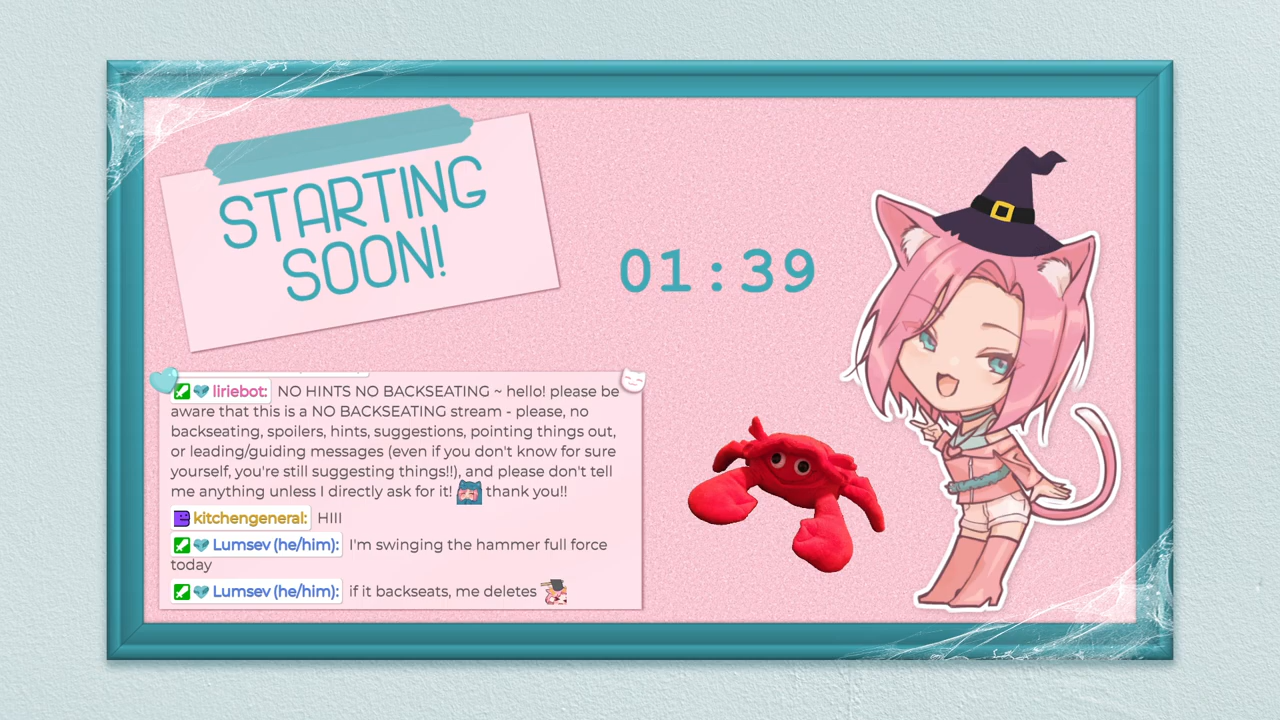 STARTING
SOON!
01:39
liriebot: NO HINTS NO BACKSEATING ~ hello! please be
aware that this is a NO BACKSEATING stream - please, no
backseating, spoilers, hints, suggestions, pointing things out,
or leading/guiding messages (even if you don't know for sure
yourself, you're still suggesting things!!), and please don't tell
me anything unless I directly ask for it! thank you!!
kitchengeneral: HIII
Lumsev (he/him): I'm swinging the hammer full force
today
Lumsev (he/him): if it backseats, me deletes